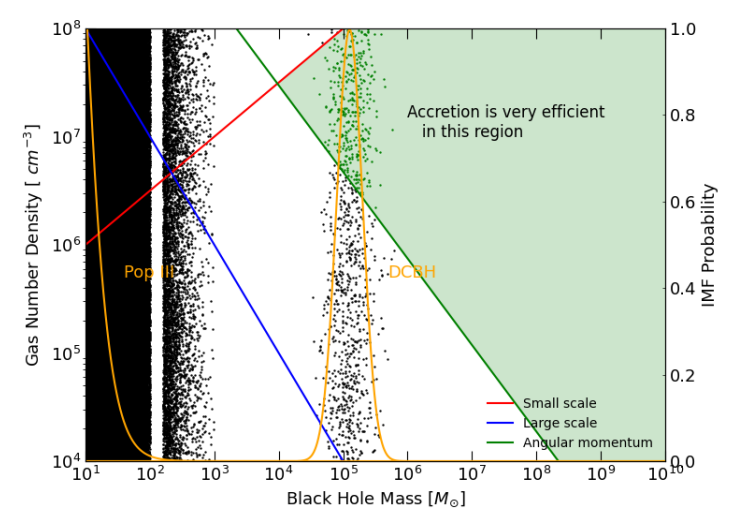 10^8
10^7
10^6
10^5
10^4
Gas Number Density [ cm^{-3}]
1.0
0.8
0.6
0.4
0.2
0.0
IMF Probability
Accretion is very efficient
in this region
Pop III
DCBH
Small scale
Large scale
Angular momentum
10^1 10^2 10^3 10^4 10^5 10^6 10^7 10^8 10^9 10^{10}
Black Hole Mass [M_⊙]